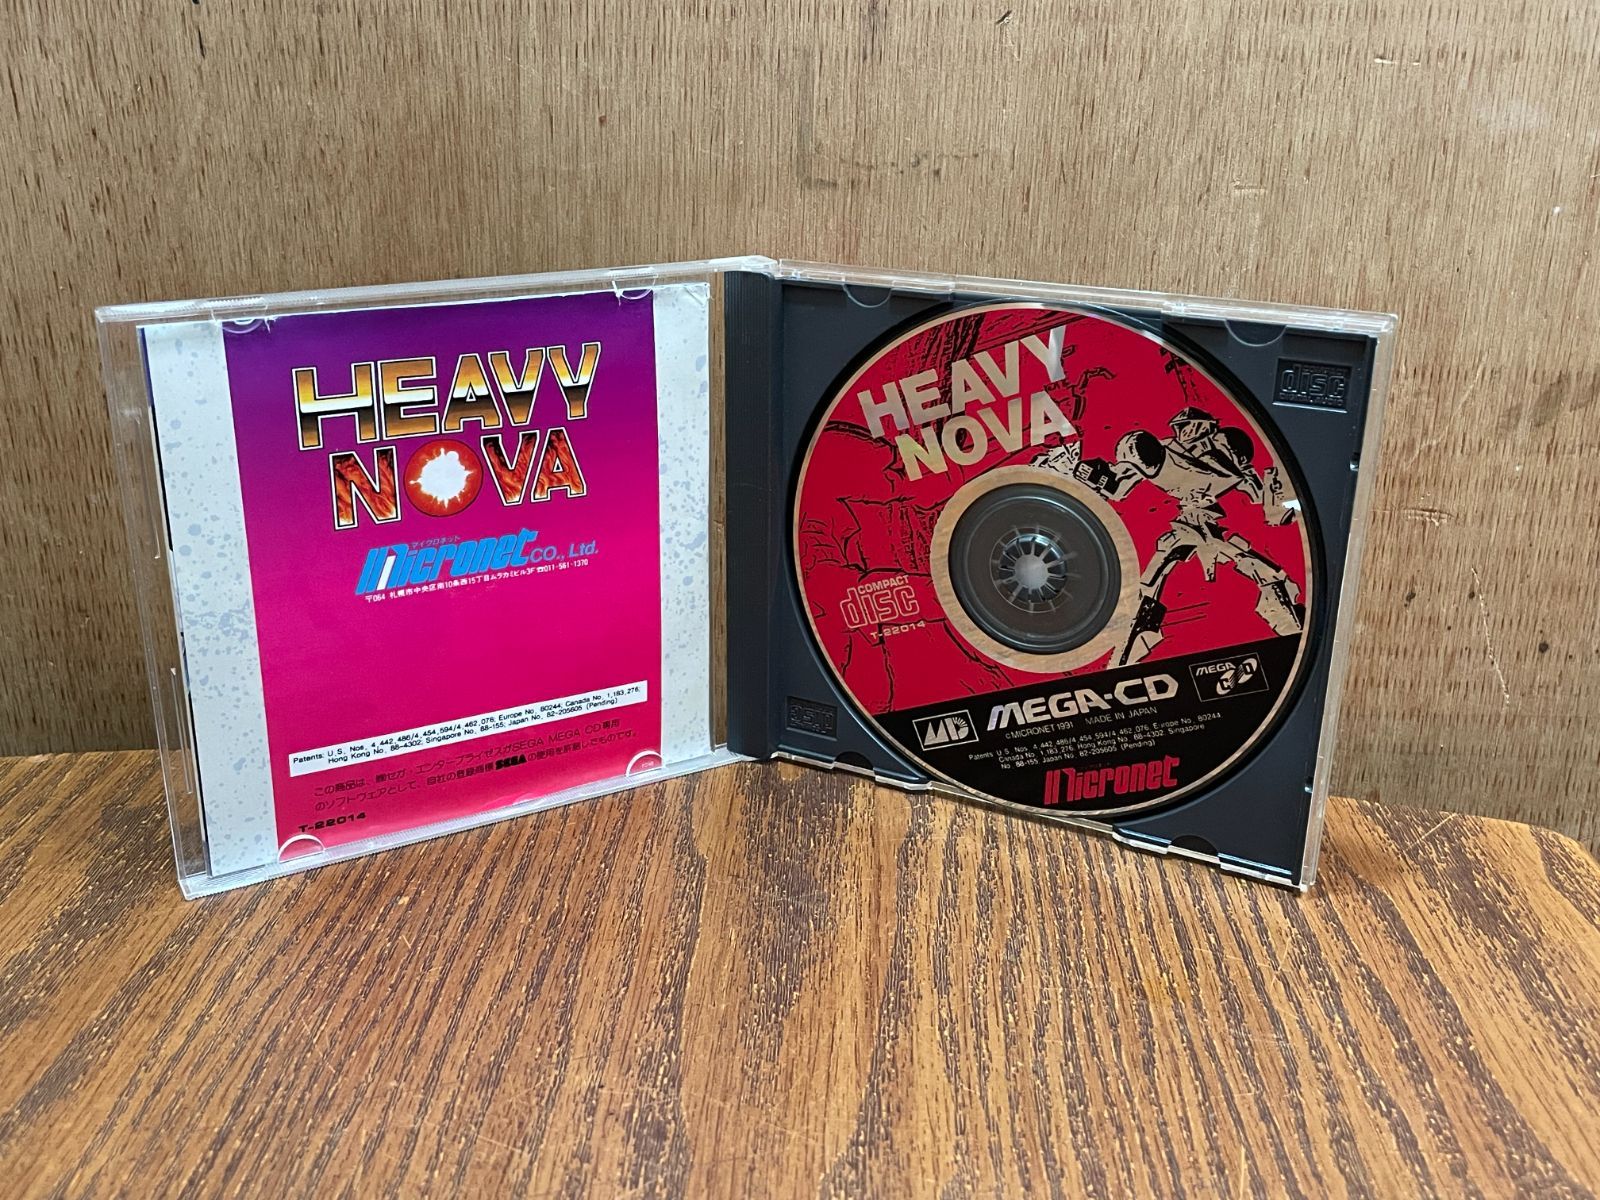 HEAVY
NOVA
マイクロネット
Micronet CO., Ltd.
〒064 札幌市中央区南10条西15丁目ムラカミビル3F ☎011-561-1370
Patents: U.S. Nos. 4,442,486/4,454,594/4,462,076; Europe No. 80244; Canada No. 1,183,276;
Hong Kong No. 88-4302; Singapore No. 88-155; Japan No. 82-205605 (Pending)
この商品は、㈱セガ・エンタープライゼスがSEGA MEGA CD専用
のソフトウェアとして、自社の登録商標SEGAの使用を許諾したものです。
T-22014
HEAVY
NOVA
COMPACT
disc
T-22014
MEGA-CD
MEGA
CD
©MICRONET 1991 MADE IN JAPAN
Patents: U.S. Nos. 4,442,486/4,454,594/4,462,076; Europe No. 80244;
Canada No. 1,183,276; Hong Kong No. 88-4302; Singapore
No. 88-155; Japan No. 82-205605 (Pending)
Micronet
disc